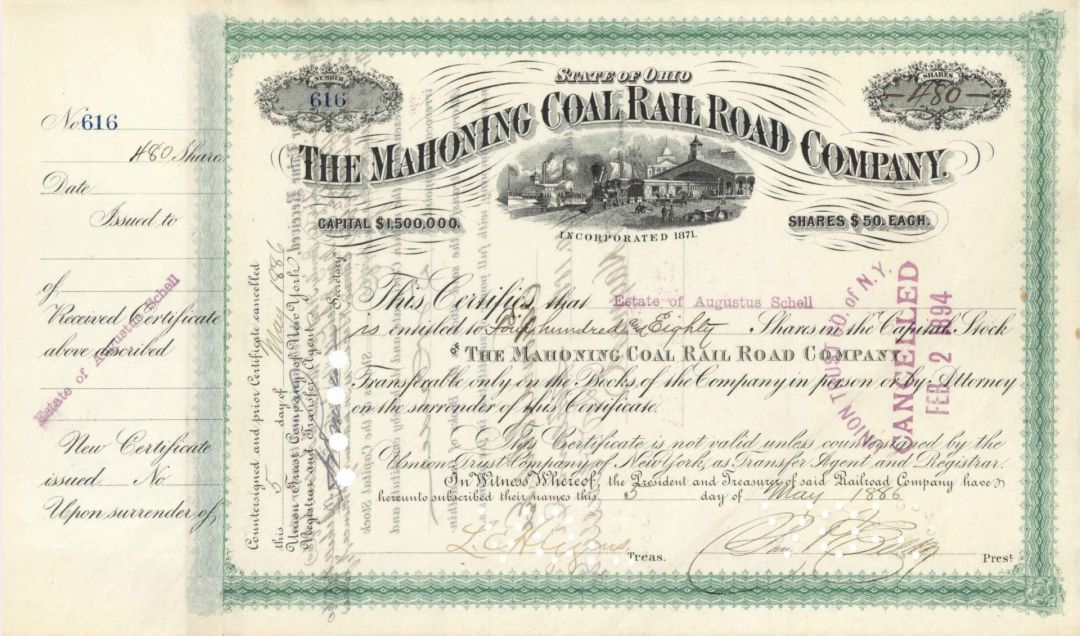 No. 616
480 Shares
Date
Issued to
of
Received Certificate
above described
Estate of Augustus Schell
New Certificate
issued No.
Upon surrender of
Countersigned and prior Certificate cancelled
this 5 day of May 1886
Union Trust Company of New York
Registrar and Transfer Agent
Secretary
NUMBER
616
STATE OF OHIO
SHARES
480
THE MAHONING COAL RAIL ROAD COMPANY.
CAPITAL $1,500,000.
SHARES $50. EACH.
INCORPORATED 1871.
This Certifies, that Estate of Augustus Schell
is entitled to Four hundred and Eighty Shares in the Capital Stock
OF THE MAHONING COAL RAIL ROAD COMPANY
Transferable only on the Books of the Company in person or by Attorney
on the surrender of this Certificate.
This Certificate is not valid unless countersigned by the
Union Trust Company of New York, as Transfer Agent and Registrar.
In Witness Whereof, the President and Treasurer of said Railroad Company have
hereunto subscribed their names this 5 day of May 1886
Treas.
Prest
UNION TRUST CO. of N.Y.
CANCELLED
FEB 2 1894